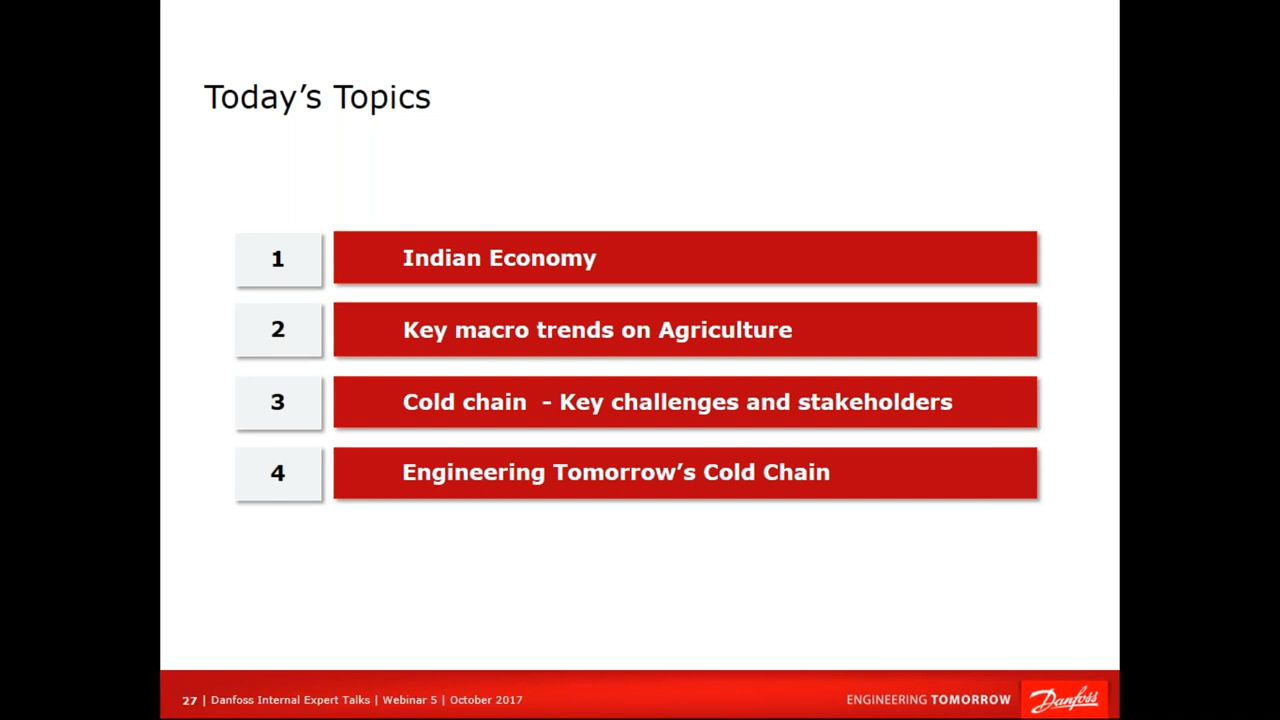 Today’s Topics
1 Indian Economy
2 Key macro trends on Agriculture
3 Cold chain - Key challenges and stakeholders
4 Engineering Tomorrow’s Cold Chain
27 | Danfoss Internal Expert Talks | Webinar 5 | October 2017 ENGINEERING TOMORROW Danfoss